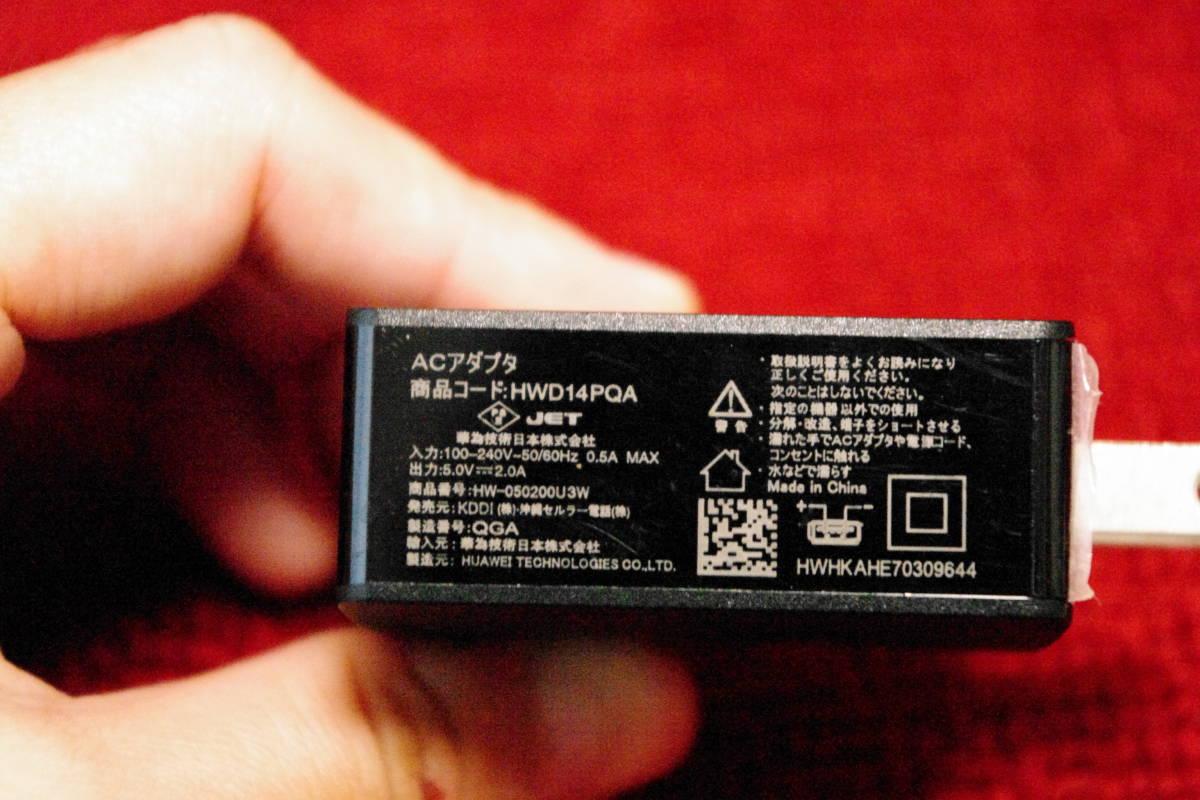 ACアダプタ
商品コード:HWD14PQA
JET
華為技術日本株式会社
入力:100-240V~50/60Hz 0.5A MAX
出力:5.0V⎓2.0A
商品番号:HW-050200U3W
発売元:KDDI(株)・沖縄セルラー電話(株)
製造番号:QGA
輸入元:華為技術日本株式会社
製造元:HUAWEI TECHNOLOGIES CO.,LTD.
警告
・取扱説明書をよくお読みになり
正しくご使用ください。
次のことはしないでください。
・指定の機器以外での使用
・分解・改造、端子をショートさせる
・濡れた手でACアダプタや電源コード、
コンセントに触れる
・水などで濡らす
Made in China
+ −
HWHKAHE70309644